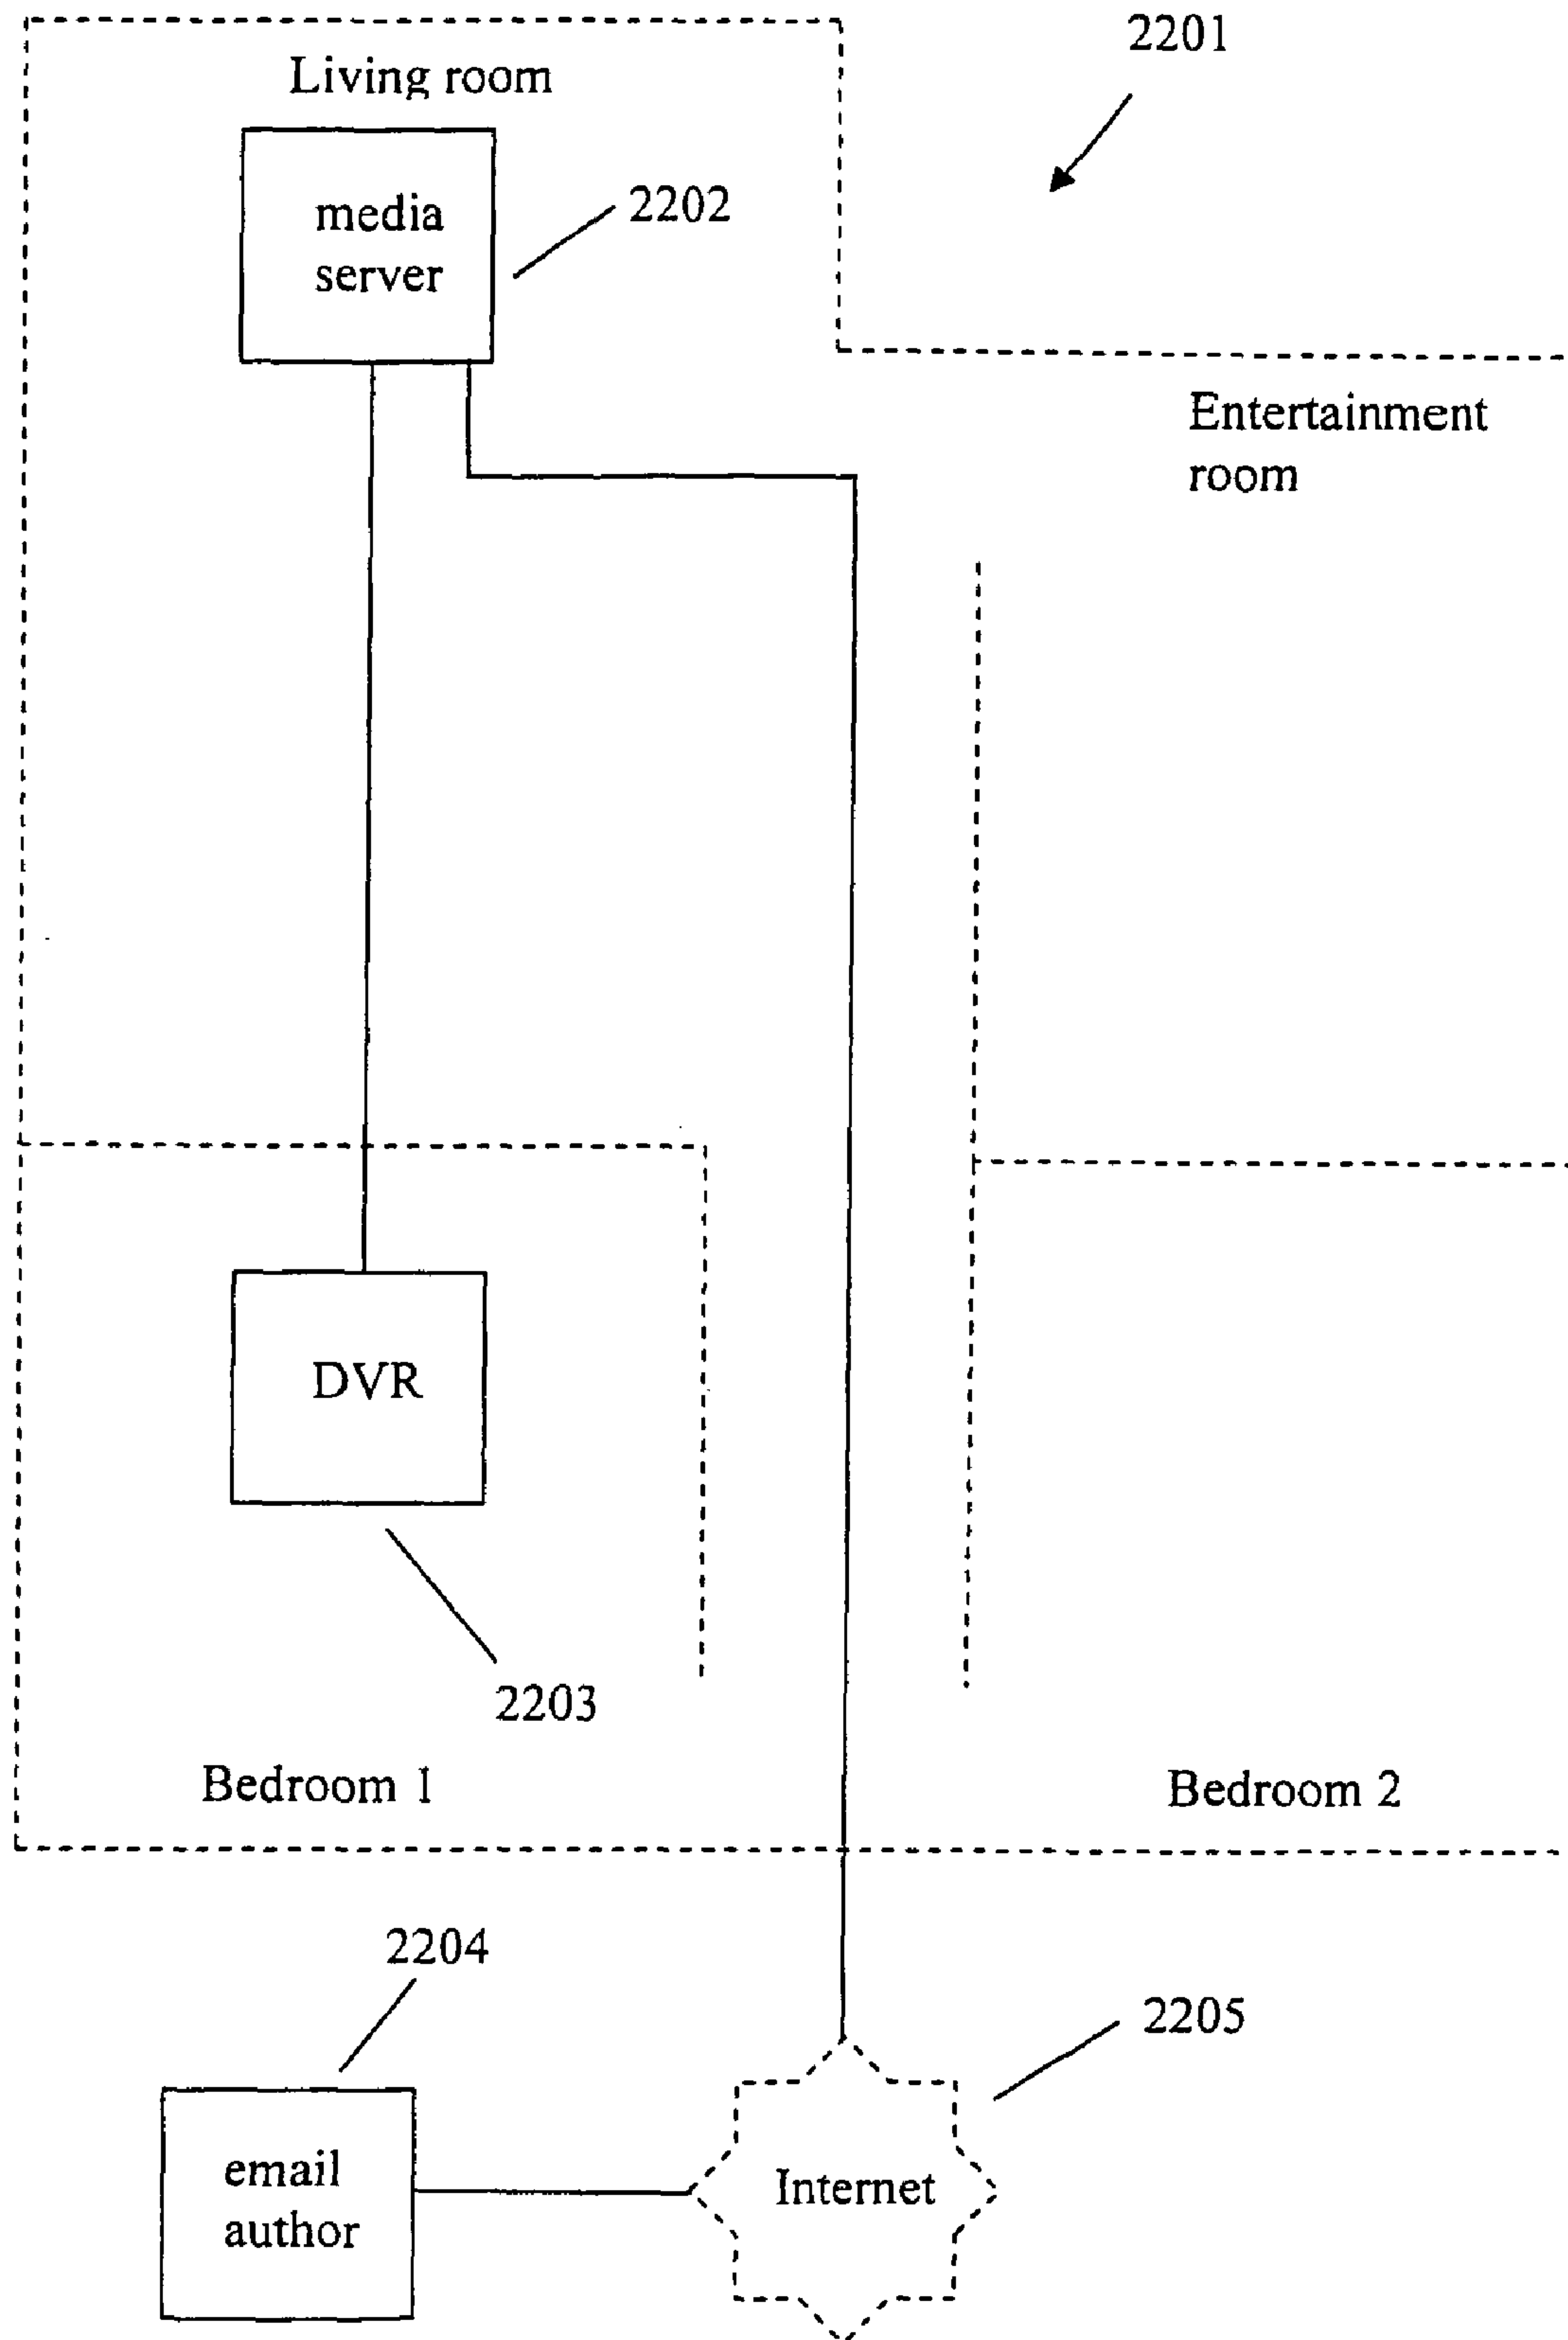 2201
Living room
media
server
2202
Entertainment
room
DVR
2203
Bedroom 1
Bedroom 2
2204
2205
email
author
Internet